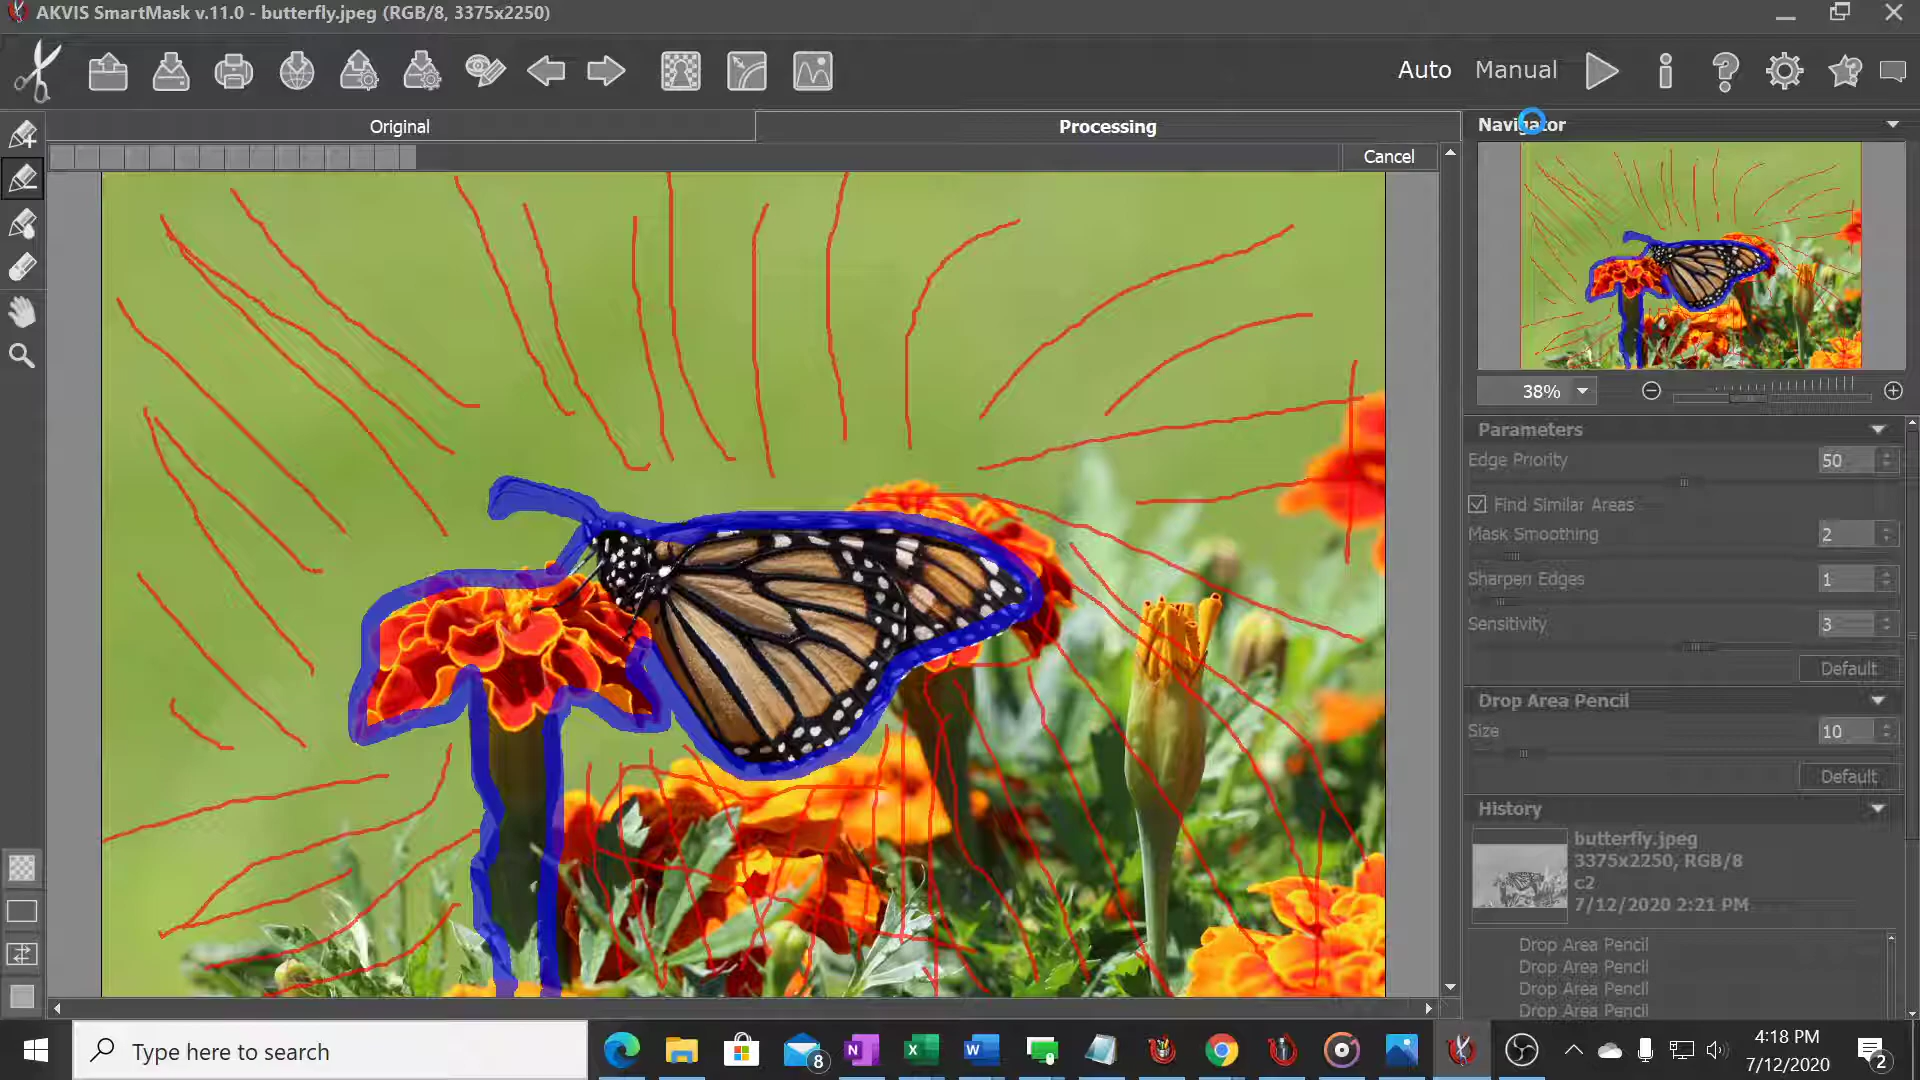 AKVIS SmartMask v.11.0 - butterfly.jpeg (RGB/8, 3375x2250)
Auto Manual
Original
Processing
Cancel
Navigator
38%
Parameters
Edge Priority 50
Find Similar Areas
Mask Smoothing 2
Sharpen Edges 1
Sensitivity 3
Default
Drop Area Pencil
Size 10
Default
History
butterfly.jpeg
3375x2250, RGB/8
c2
7/12/2020 2:21 PM
Drop Area Pencil
Drop Area Pencil
Drop Area Pencil
Drop Area Pencil
Type here to search
8
N
X
W
4:18 PM
7/12/2020
2